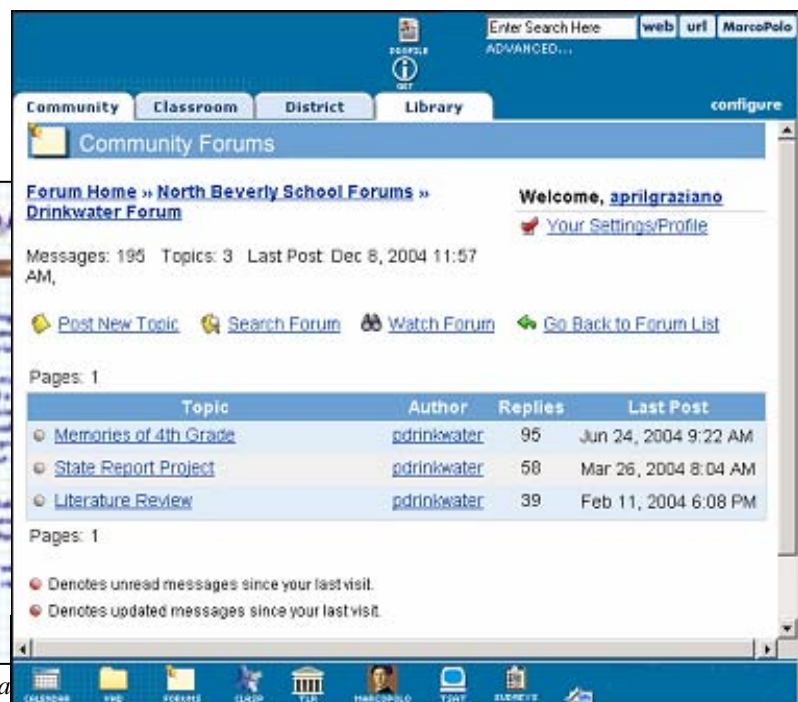 PROFILE
Enter Search Here web url MarcoPolo
ADVANCED...
Community Classroom District Library configure
Community Forums
Forum Home » North Beverly School Forums »
Drinkwater Forum
Welcome, aprilgraziano
Your Settings/Profile
Messages: 195 Topics: 3 Last Post: Dec 8, 2004 11:57
AM,
Post New Topic Search Forum Watch Forum Go Back to Forum List
Pages: 1
Topic Author Replies Last Post
Memories of 4th Grade pdrinkwater 95 Jun 24, 2004 9:22 AM
State Report Project pdrinkwater 58 Mar 26, 2004 8:04 AM
Literature Review pdrinkwater 39 Feb 11, 2004 6:08 PM
Pages: 1
Denotes unread messages since your last visit.
Denotes updated messages since your last visit.
a
CALENDAR FORUMS CLASP TLR MARCOPOLO TSAT SURVEYS